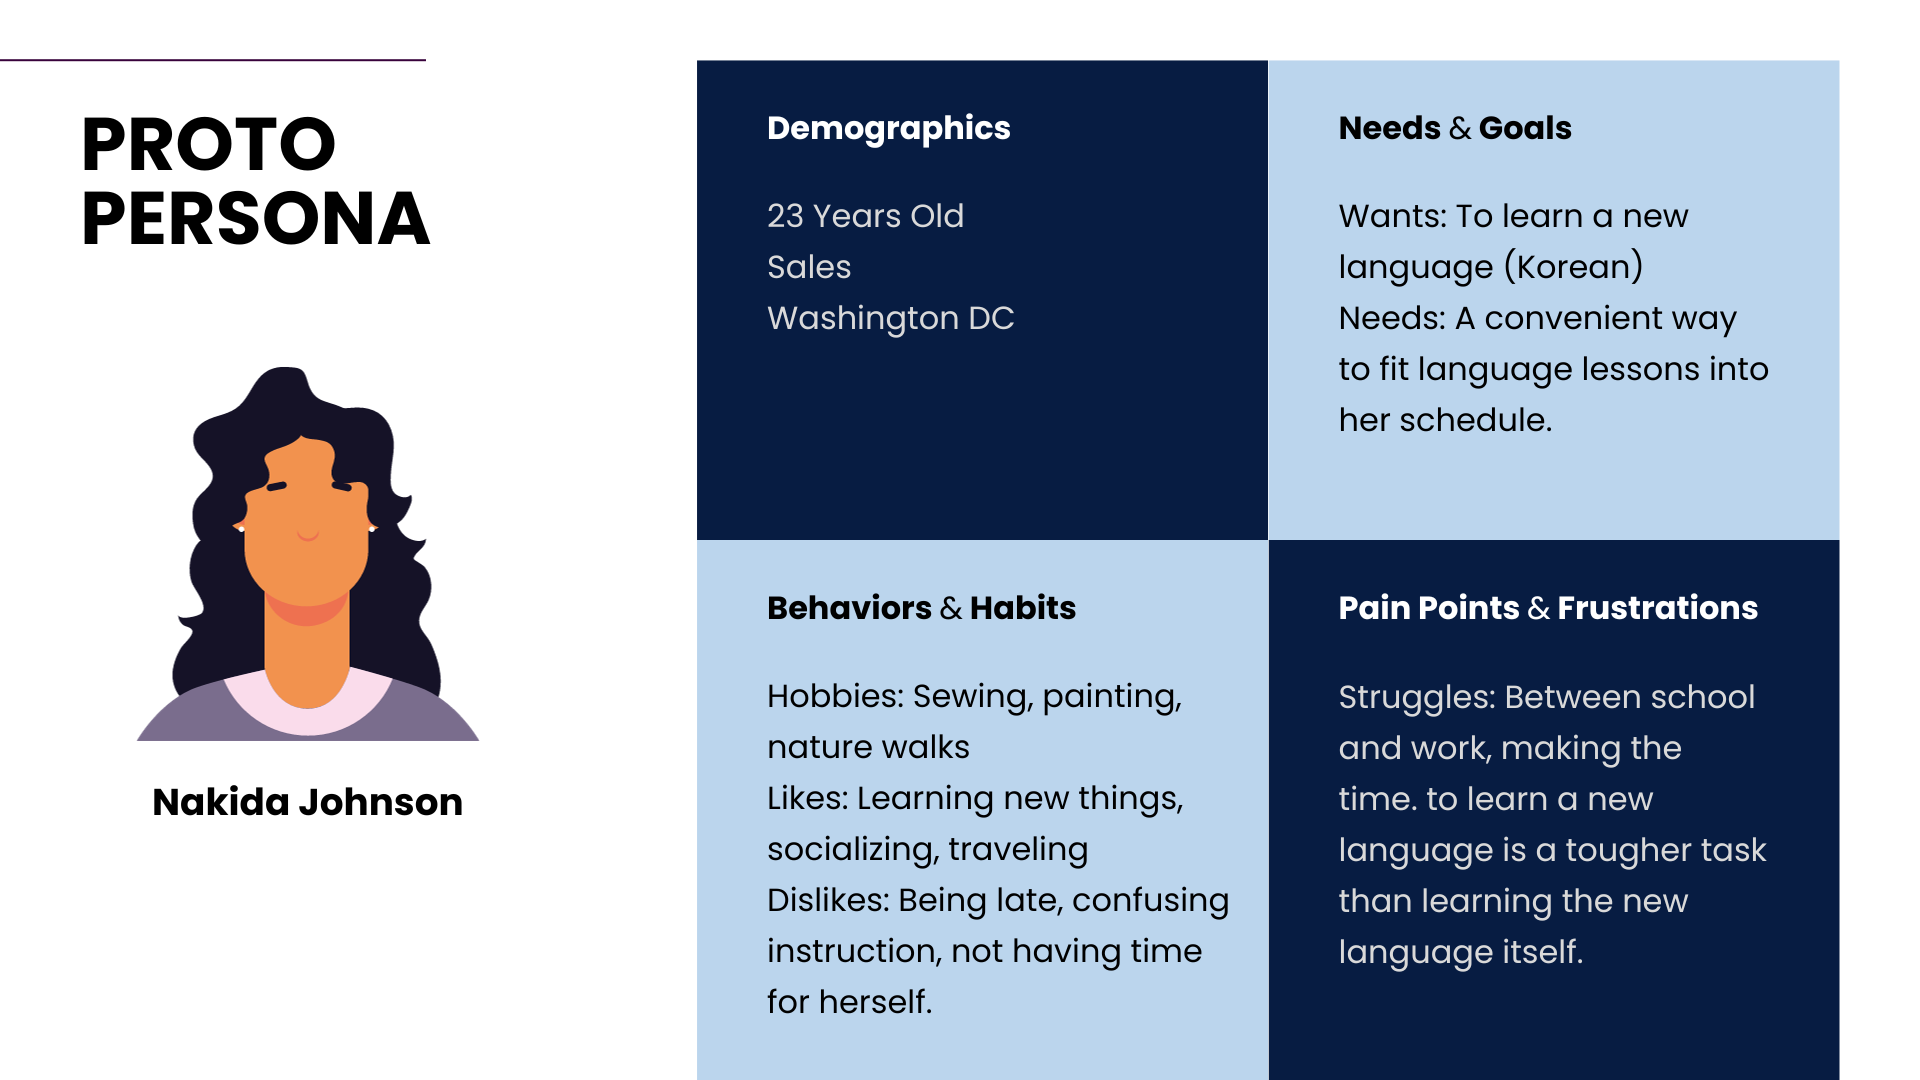 PROTO
PERSONA
Nakida Johnson
Demographics
23 Years Old
Sales
Washington DC
Needs & Goals
Wants: To learn a new
language (Korean)
Needs: A convenient way
to fit language lessons into
her schedule.
Behaviors & Habits
Hobbies: Sewing, painting,
nature walks
Likes: Learning new things,
socializing, traveling
Dislikes: Being late, confusing
instruction, not having time
for herself.
Pain Points & Frustrations
Struggles: Between school
and work, making the
time. to learn a new
language is a tougher task
than learning the new
language itself.